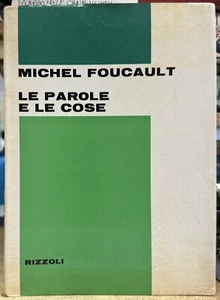 MICHEL FOUCAULT
LE PAROLE
E LE COSE
RIZZOLI